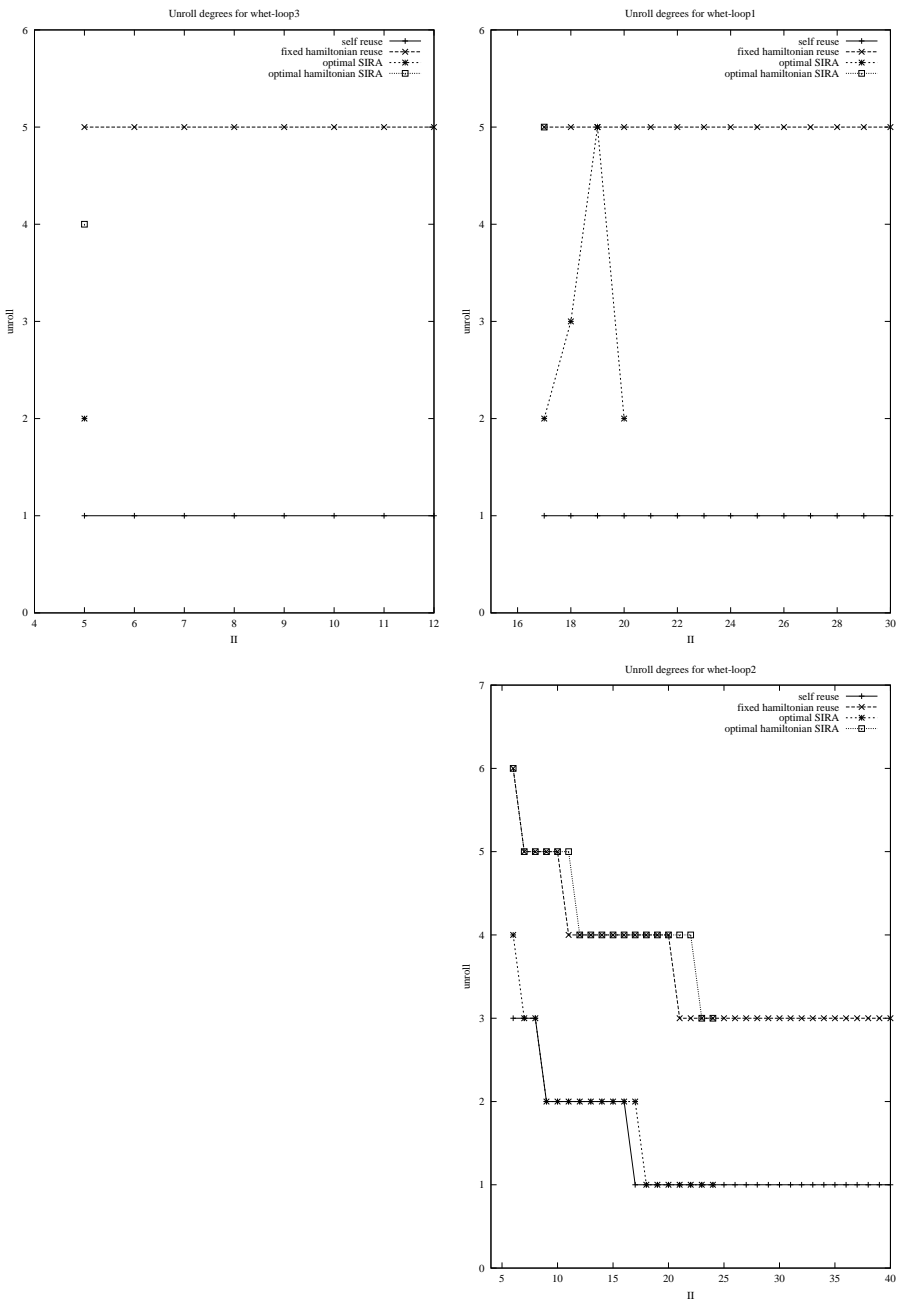 Unroll degrees for whet-loop3
6
5
4
3
2
1
0
unroll
self reuse
fixed hamiltonian reuse
optimal SIRA
optimal hamiltonian SIRA
4 5 6 7 8 9 10 11 12
II
Unroll degrees for whet-loop1
6
5
4
3
2
1
0
unroll
self reuse
fixed hamiltonian reuse
optimal SIRA
optimal hamiltonian SIRA
16 18 20 22 24 26 28 30
II
Unroll degrees for whet-loop2
7
6
5
4
3
2
1
0
unroll
self reuse
fixed hamiltonian reuse
optimal SIRA
optimal hamiltonian SIRA
5 10 15 20 25 30 35 40
II